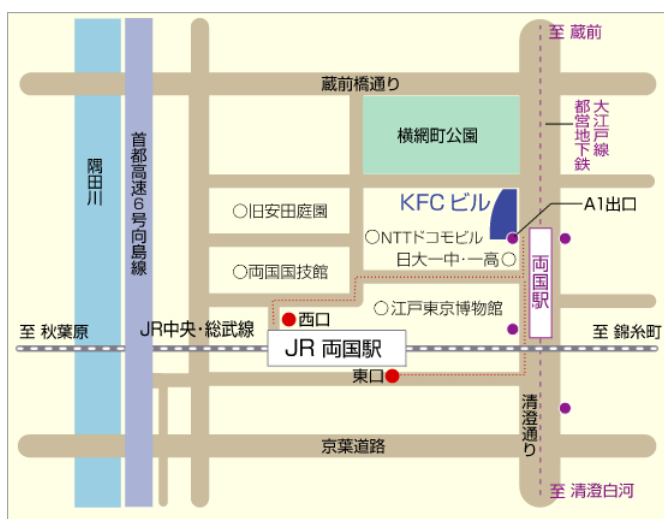 至 蔵前
蔵前橋通り
大江戸線
都営地下鉄
首都高速6号向島線
隅田川
横網町公園
KFC ビル
A1出口
○旧安田庭園
○NTTドコモビル
日大一中・一高○
○両国国技館
両国駅
○江戸東京博物館
西口
至 秋葉原
JR中央・総武線
至 錦糸町
JR 両国駅
東口
清澄通り
京葉道路
至 清澄白河